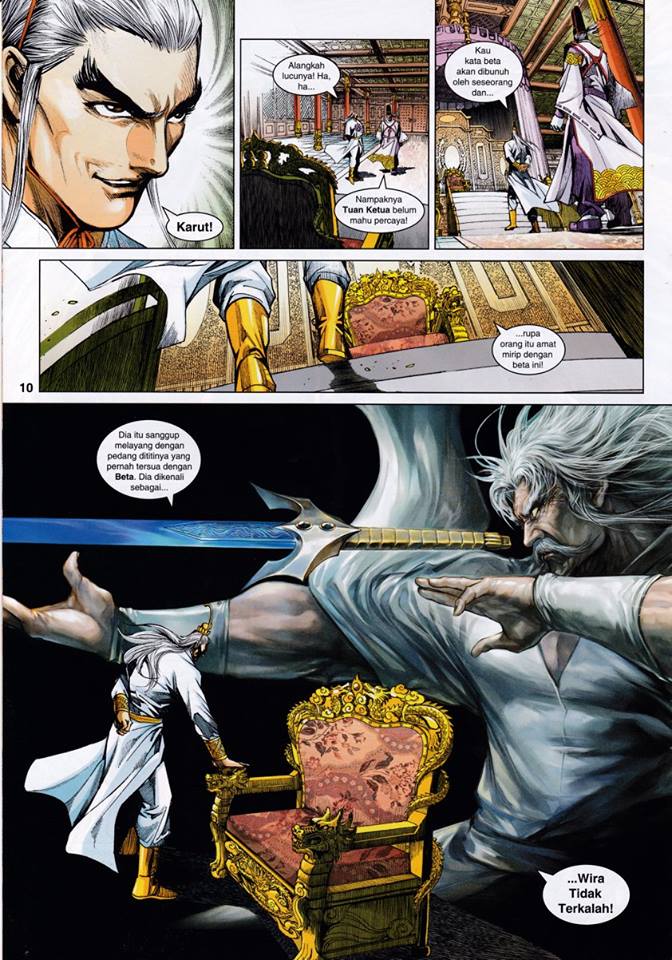 Karut!
Alangkah
lucunya! Ha,
ha...
Nampaknya
Tuan Ketua belum
mahu percaya!
Kau
kata beta
akan dibunuh
oleh seseorang
dan...
...rupa
orang itu amat
mirip dengan
beta ini!
10
Dia itu sanggup
melayang dengan
pedang dititinya yang
pernah tersua dengan
Beta. Dia dikenali
sebagai...
...Wira
Tidak
Terkalah!